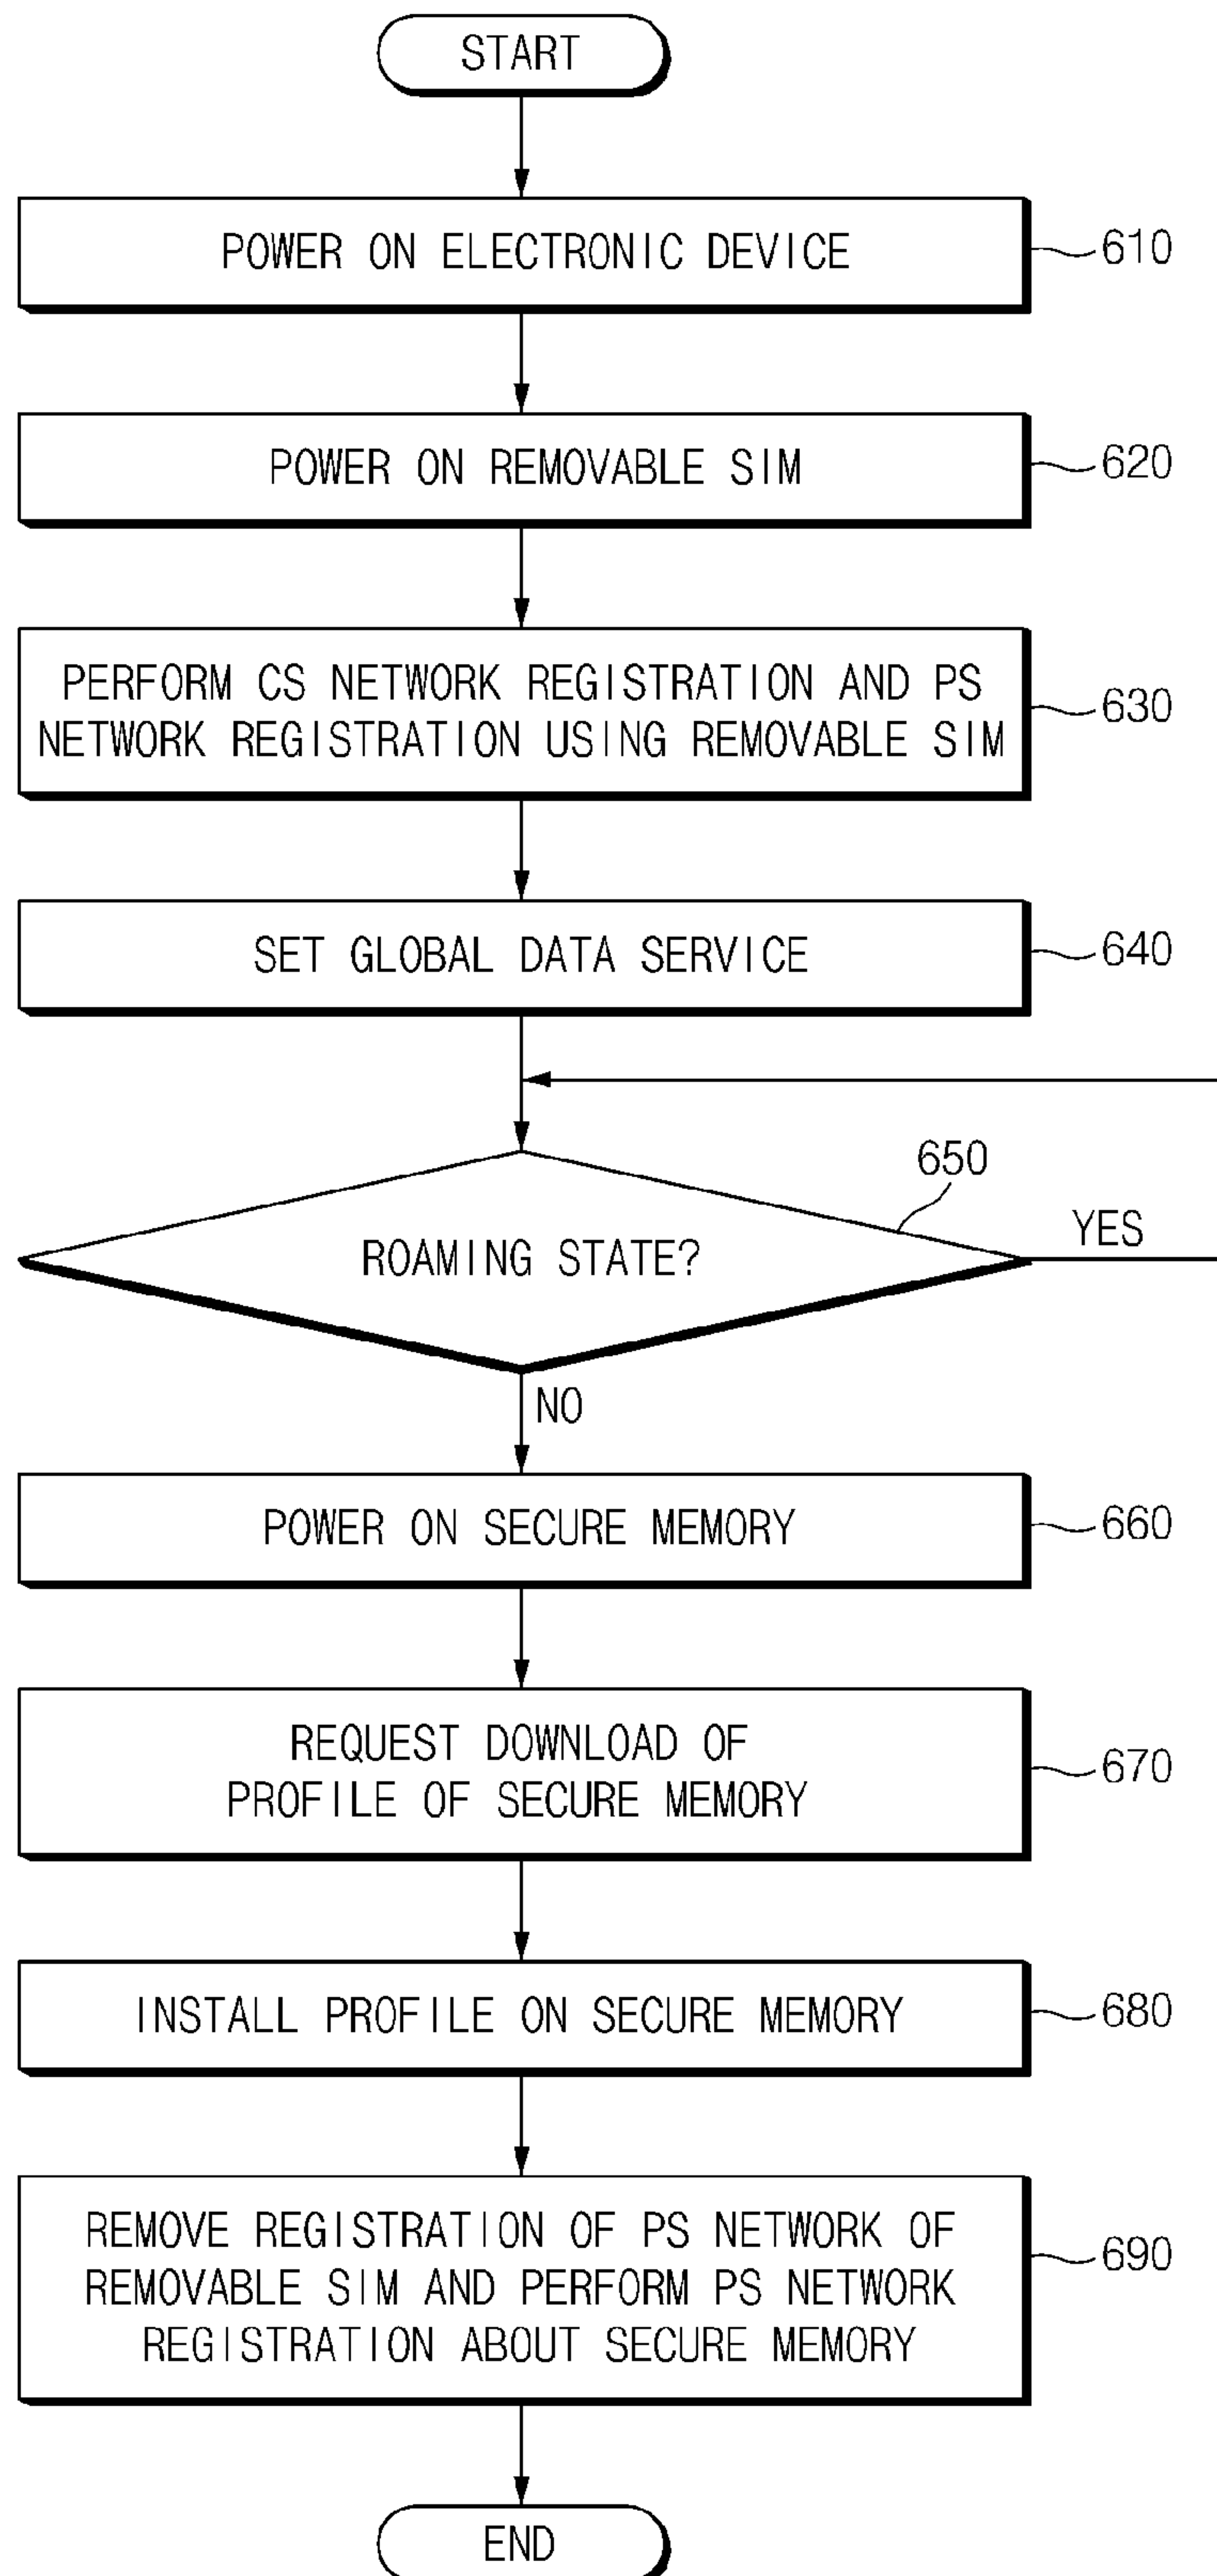 START
POWER ON ELECTRONIC DEVICE
610
POWER ON REMOVABLE SIM
620
PERFORM CS NETWORK REGISTRATION AND PS
NETWORK REGISTRATION USING REMOVABLE SIM
630
SET GLOBAL DATA SERVICE
640
650
ROAMING STATE?
YES
NO
POWER ON SECURE MEMORY
660
REQUEST DOWNLOAD OF
PROFILE OF SECURE MEMORY
670
INSTALL PROFILE ON SECURE MEMORY
680
REMOVE REGISTRATION OF PS NETWORK OF
REMOVABLE SIM AND PERFORM PS NETWORK
REGISTRATION ABOUT SECURE MEMORY
690
END